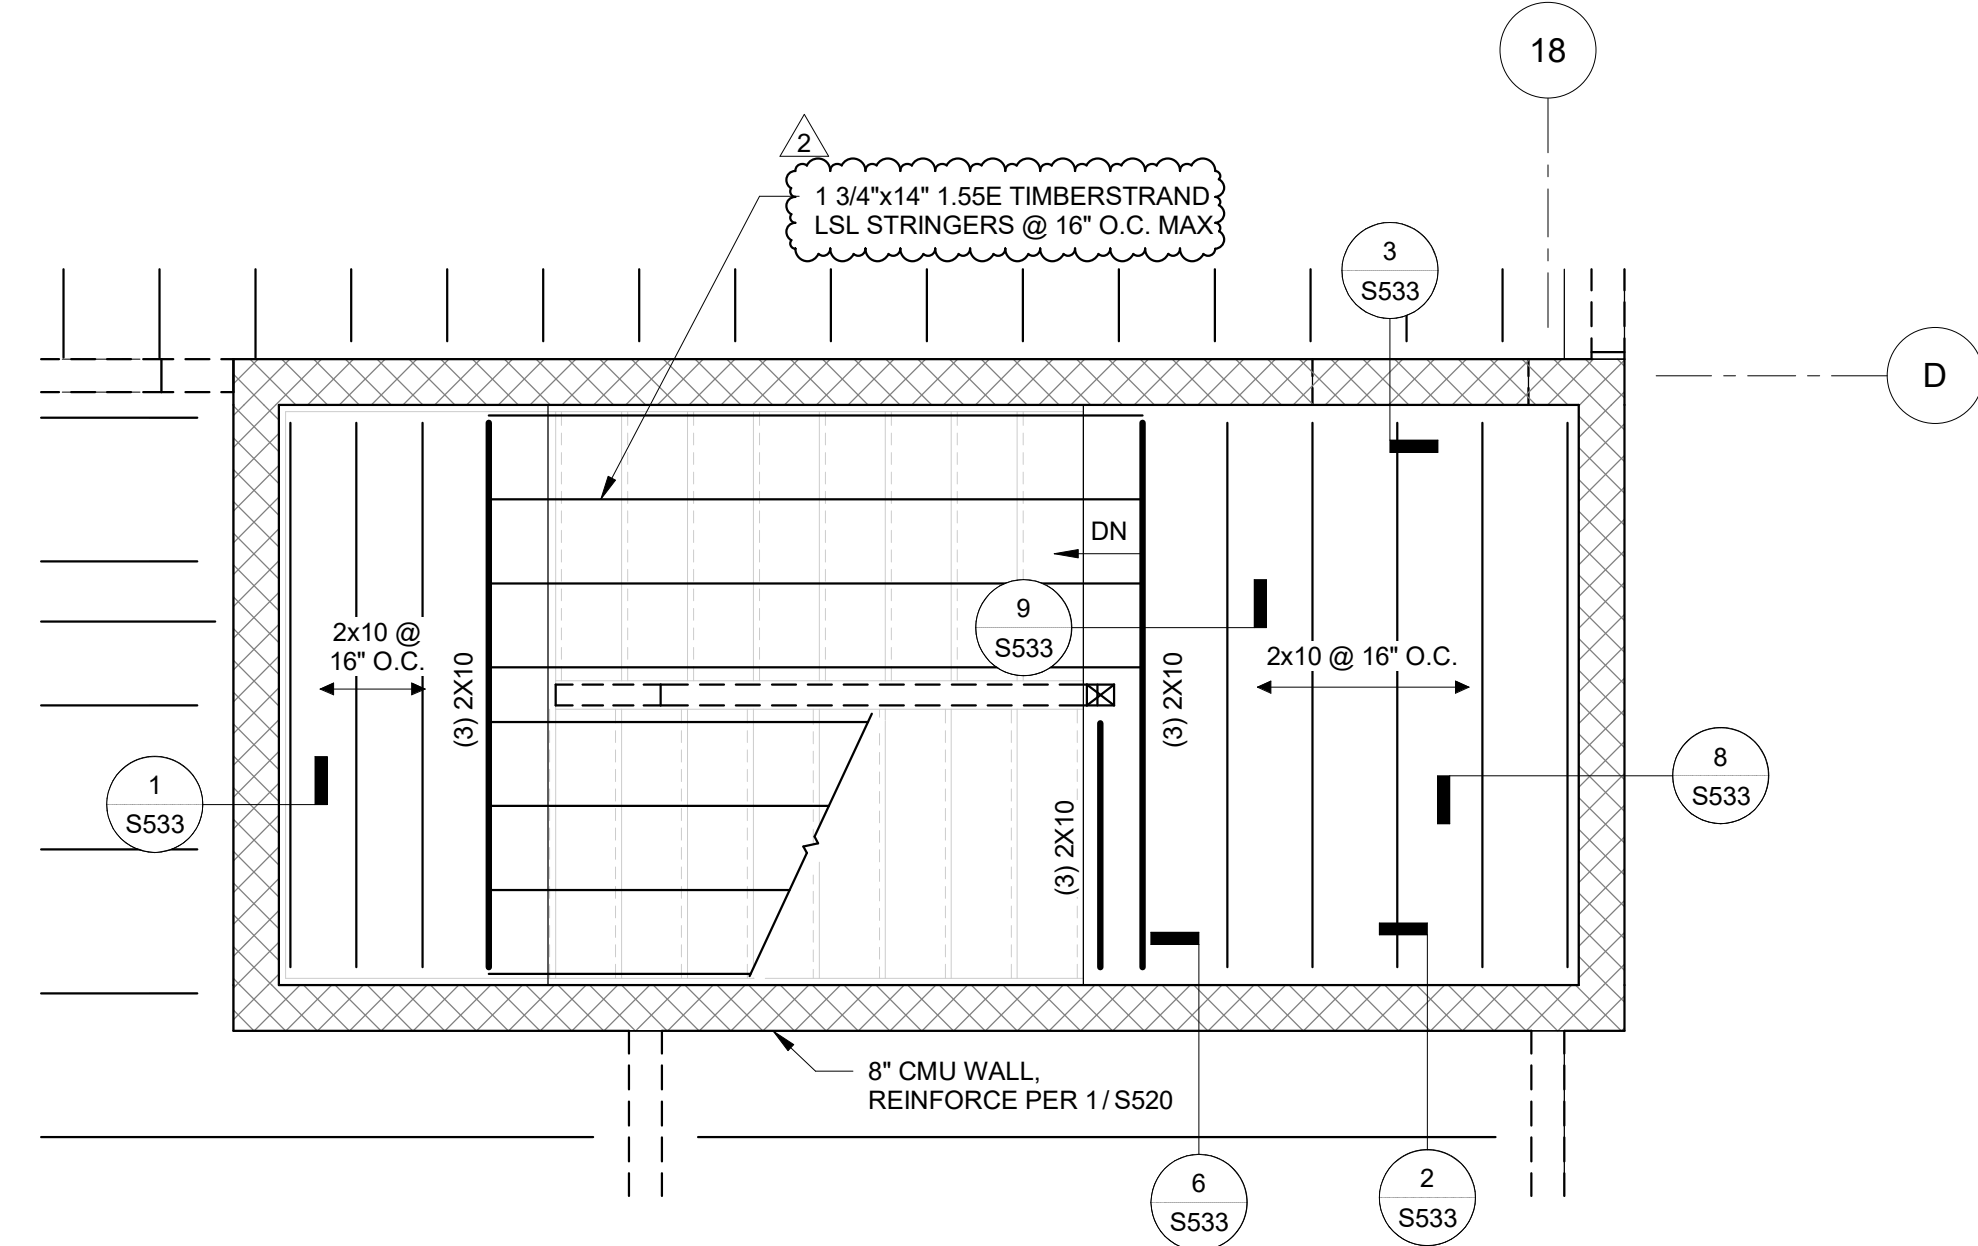 18
2
1 3/4"x14" 1.55E TIMBERSTRAND
LSL STRINGERS @ 16" O.C. MAX
3
S533
D
DN
9
S533
2x10 @
16" O.C.
(3) 2X10
(3) 2X10
2x10 @ 16" O.C.
1
S533
8
S533
(3) 2X10
8" CMU WALL,
REINFORCE PER 1/ S520
6
S533
2
S533